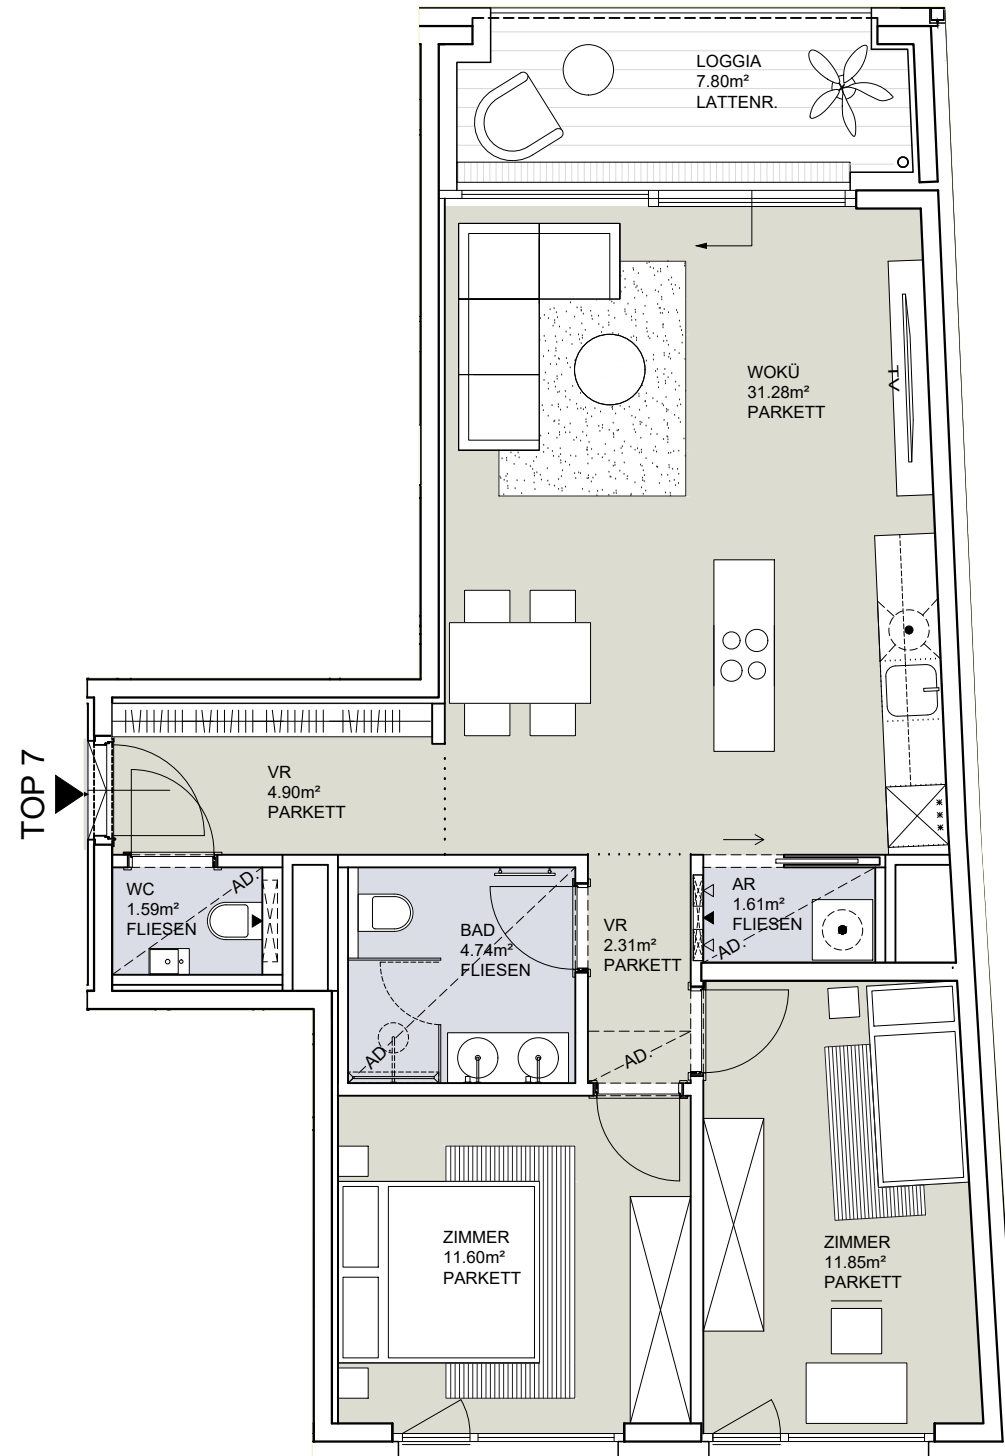 LOGGIA
7.80m²
LATTENR.
WOKÜ
31.28m²
PARKETT
TV
TOP 7
VR
4.90m²
PARKETT
WC
1.59m²
FLIESEN
AD.
BAD
4.74m²
FLIESEN
AD.
VR
2.31m²
PARKETT
AD.
AR
1.61m²
FLIESEN
AD.
ZIMMER
11.60m²
PARKETT
ZIMMER
11.85m²
PARKETT